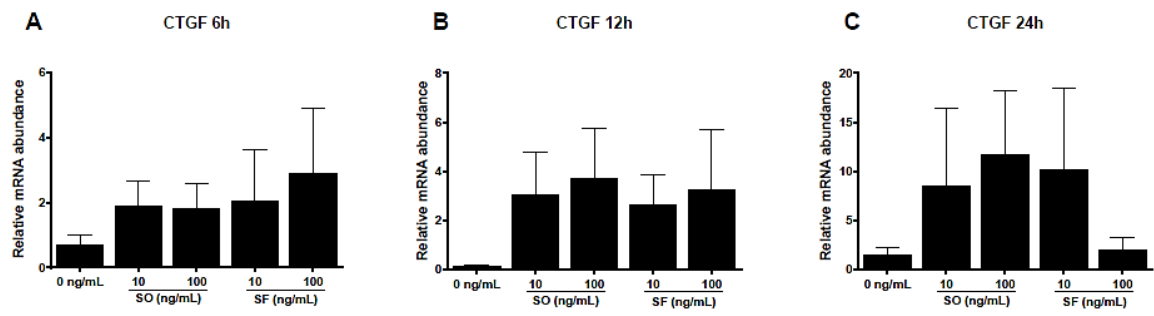 A
CTGF 6h
Relative mRNA abundance
6
4
2
0
0 ng/mL
10
100
10
100
SO (ng/mL)
SF (ng/mL)
B
CTGF 12h
Relative mRNA abundance
8
6
4
2
0
0 ng/mL
10
100
10
100
SO (ng/mL)
SF (ng/mL)
C
CTGF 24h
Relative mRNA abundance
20
15
10
5
0
0 ng/mL
10
100
10
100
SO (ng/mL)
SF (ng/mL)